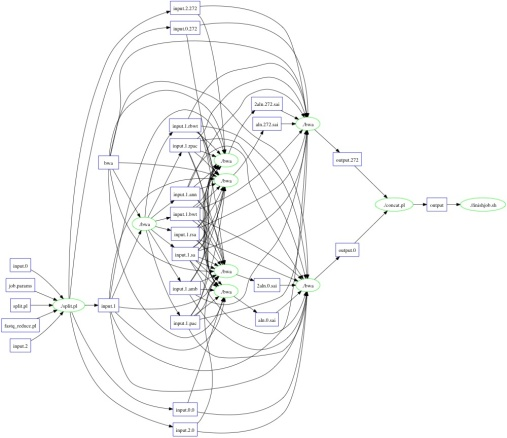 input.2.272
input.0.272
2aln.272.sai
aln.272.sai
input.1.rbwt
./bwa
input.1.rpac
./bwa
output.272
bwa
./bwa
input.1.ann
./concat.pl
output
./finishjob.sh
input.1.bwt
./bwa
input.1.rsa
output.0
input.1.sa
input.0
./bwa
job.params
2aln.0.sai
./bwa
input.1.amb
./bwa
split.pl
./split.pl
input.1
aln.0.sai
input.1.pac
fastq_reduce.pl
input.2
input.0.0
input.2.0